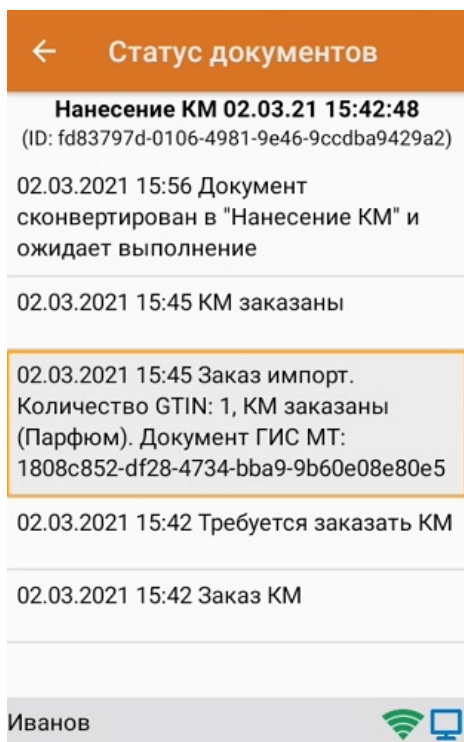 Статус документов
Нанесение КМ 02.03.21 15:42:48
(ID: fd83797d-0106-4981-9e46-9ccdba9429a2)
02.03.2021 15:56 Документ
сконвертирован в "Нанесение КМ" и
ожидает выполнение
02.03.2021 15:45 КМ заказаны
02.03.2021 15:45 Заказ импорт.
Количество GTIN: 1, КМ заказаны
(Парфюм). Документ ГИС МТ:
1808c852-df28-4734-bba9-9b60e08e80e5
02.03.2021 15:42 Требуется заказать КМ
02.03.2021 15:42 Заказ КМ
Иванов